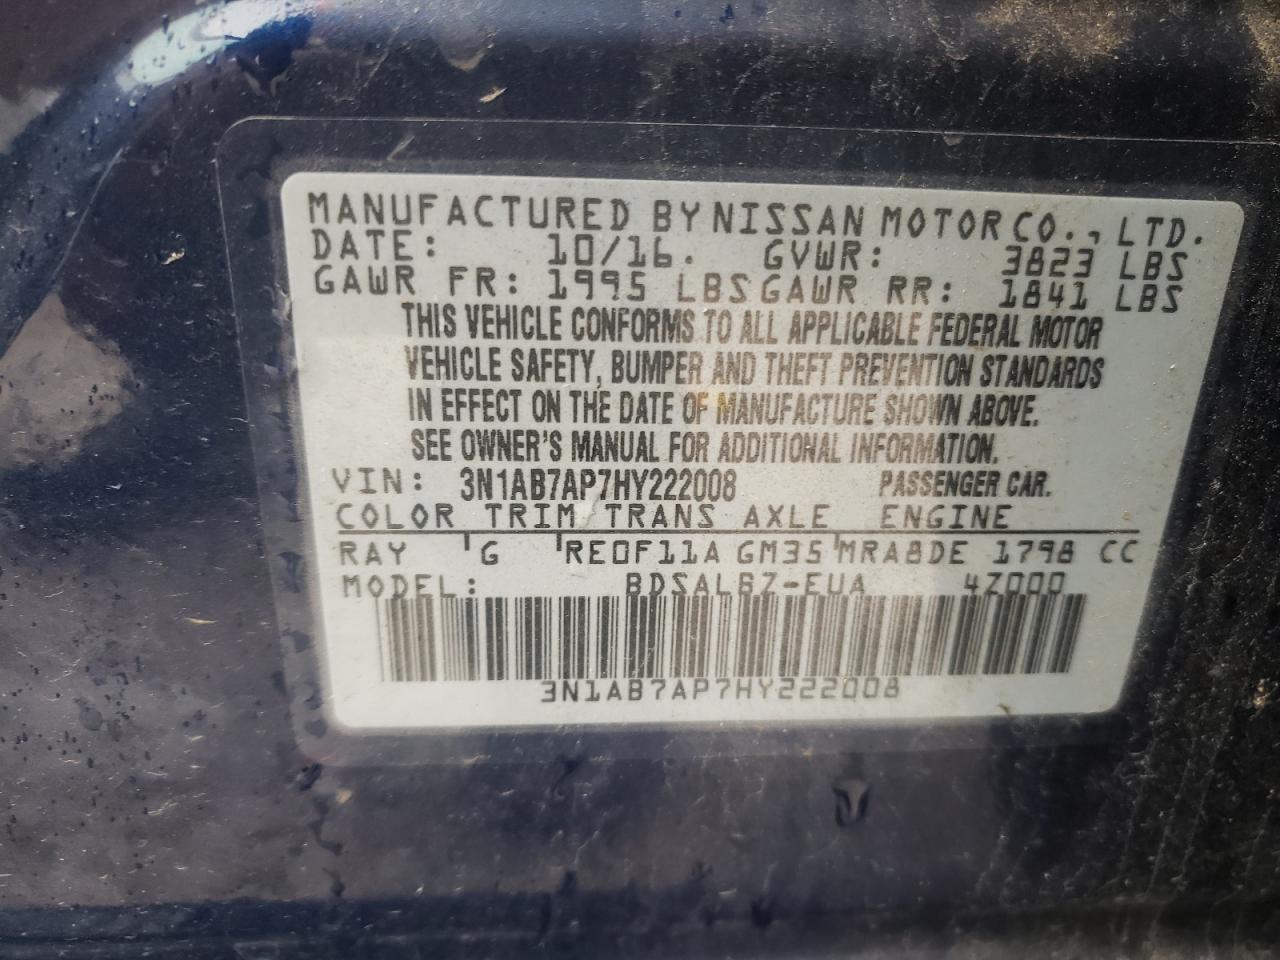 MANUFACTURED BY NISSAN MOTOR CO., LTD.
DATE: 10/16. GVWR: 3823 LBS
GAWR FR: 1995 LBS GAWR RR: 1841 LBS
THIS VEHICLE CONFORMS TO ALL APPLICABLE FEDERAL MOTOR
VEHICLE SAFETY, BUMPER AND THEFT PREVENTION STANDARDS
IN EFFECT ON THE DATE OF MANUFACTURE SHOWN ABOVE.
SEE OWNER'S MANUAL FOR ADDITIONAL INFORMATION.
VIN: 3N1AB7AP7HY222008 PASSENGER CAR.
COLOR TRIM TRANS AXLE ENGINE
RAY G RE0F11A GM35 MRA8DE 1798 CC
MODEL: BDSALBZ-EUA 4Z000
3N1AB7AP7HY222008